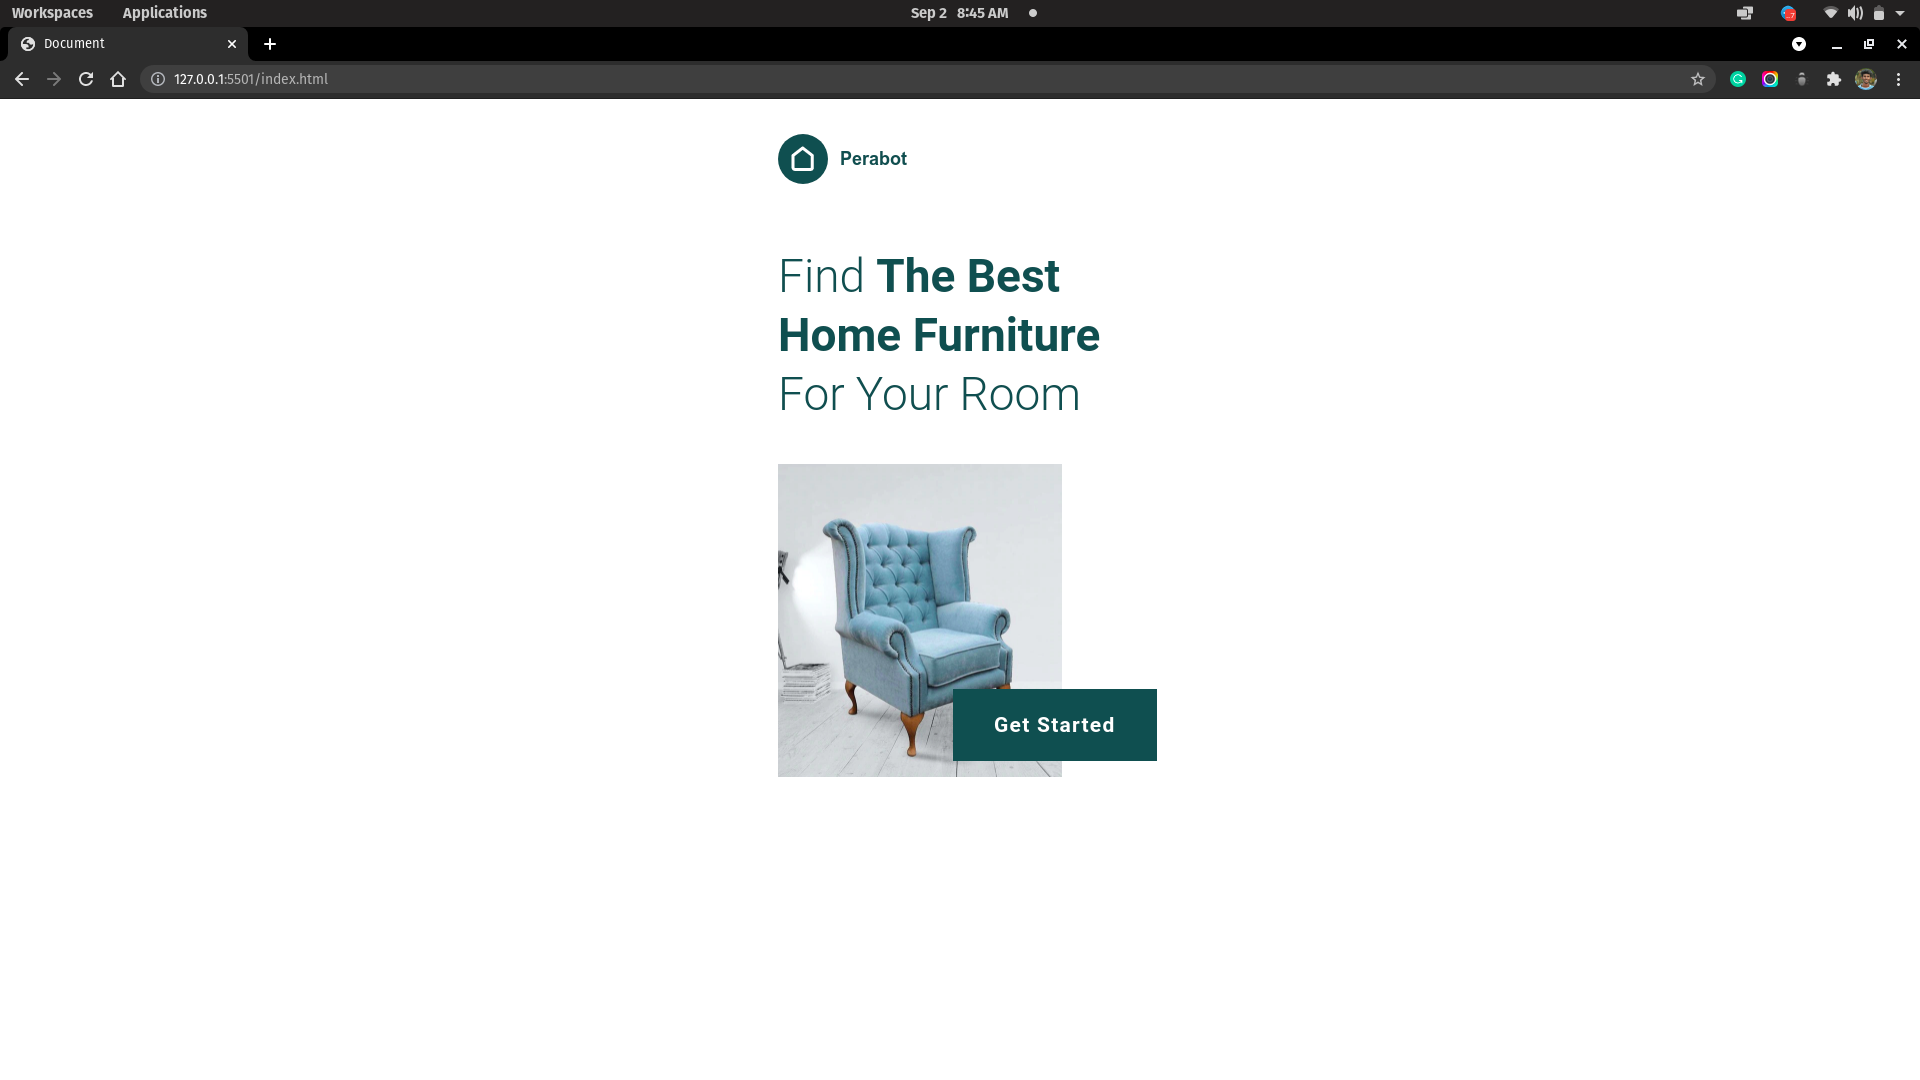 Workspaces Applications Sep 2 8:45 AM
Document
127.0.0.1:5501/index.html
Perabot
Find The Best
Home Furniture
For Your Room
Get Started